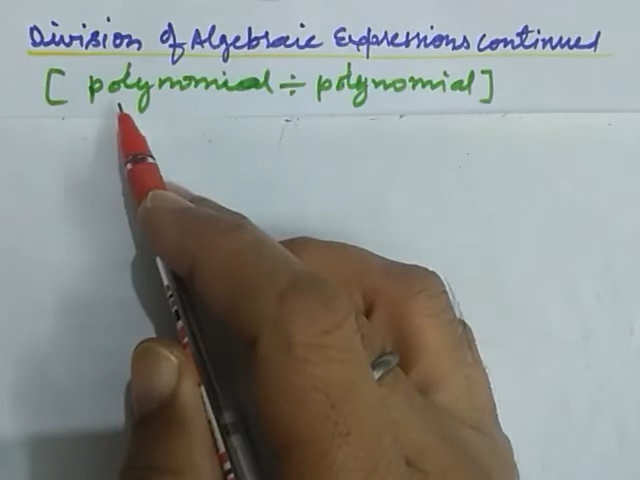 Division of Algebraic Expressions continued
[ polynomial ÷ polynomial ]